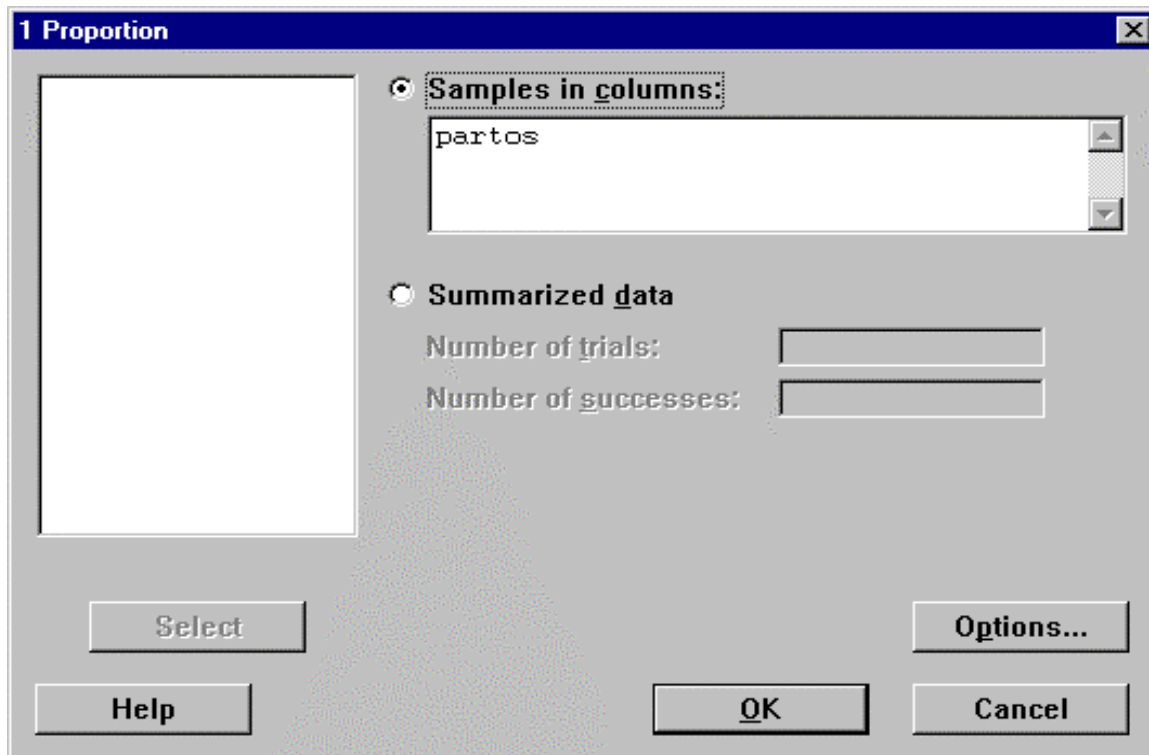 1 Proportion
Samples in columns:
partos
Summarized data
Number of trials:
Number of successes:
Select
Options...
Help
OK
Cancel